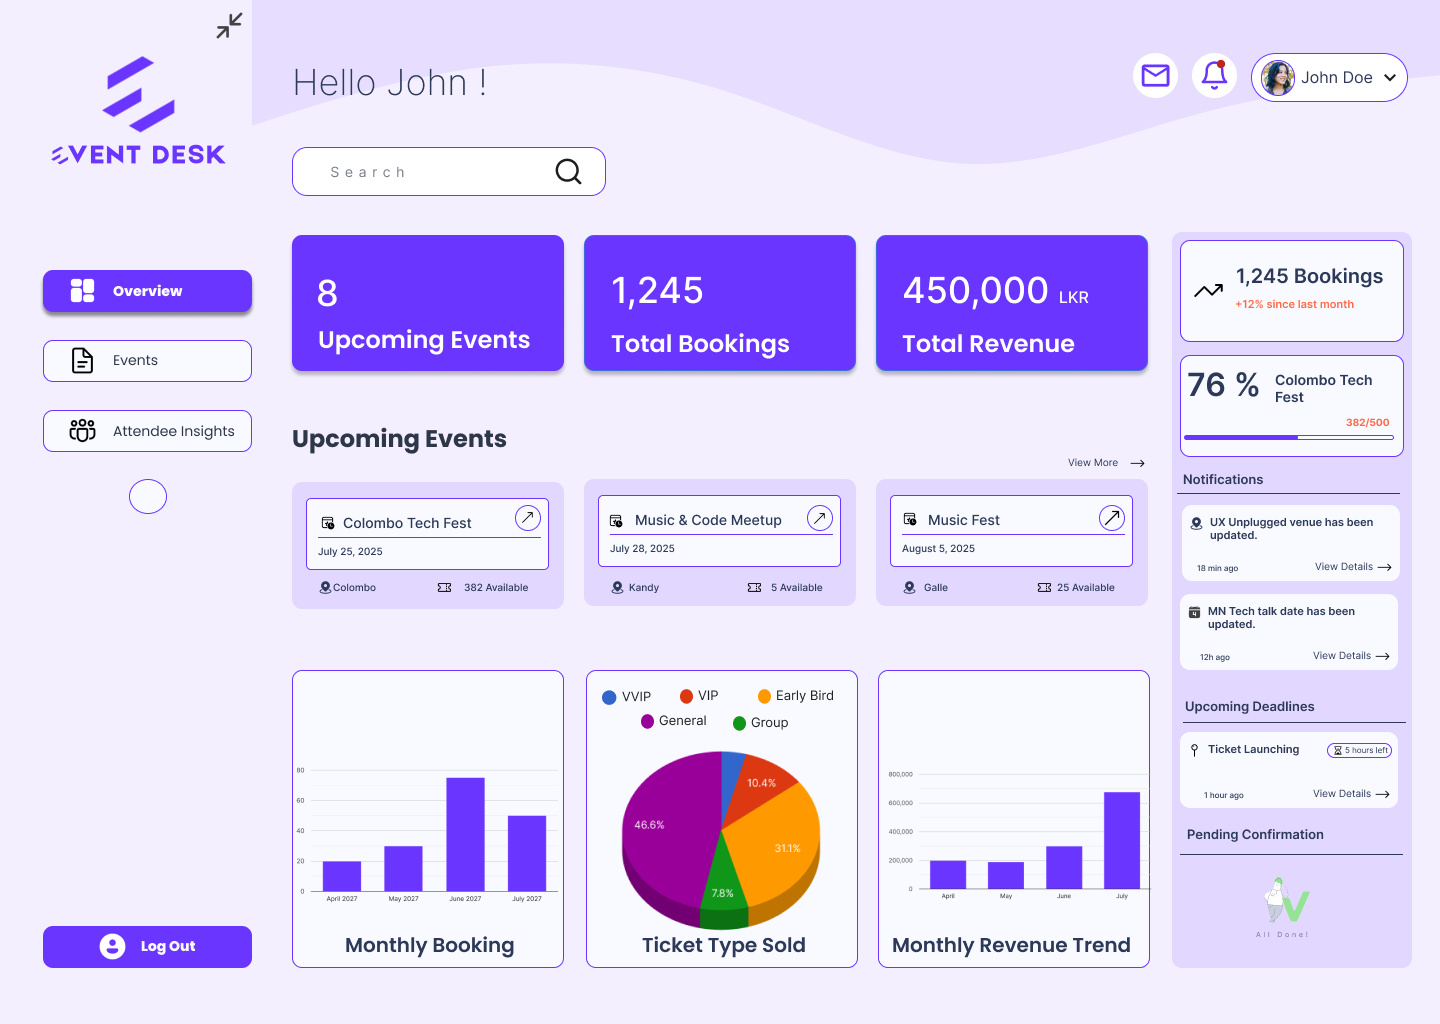 EVENT DESK
Overview
Events
Attendee Insights
Log Out
Hello John !
Search
John Doe
8
Upcoming Events
1,245
Total Bookings
450,000 LKR
Total Revenue
Upcoming Events
View More
Colombo Tech Fest
July 25, 2025
Colombo
382 Available
Music & Code Meetup
July 28, 2025
Kandy
5 Available
Music Fest
August 5, 2025
Galle
25 Available
80
60
40
20
0
April 2027
May 2027
June 2027
July 2027
Monthly Booking
VVIP
VIP
Early Bird
General
Group
10.4%
46.6%
31.1%
7.8%
Ticket Type Sold
800,000
600,000
400,000
200,000
0
April
May
June
July
Monthly Revenue Trend
1,245 Bookings
+12% since last month
76 %
Colombo Tech
Fest
382/500
Notifications
UX Unplugged venue has been
updated.
18 min ago
View Details
MN Tech talk date has been
updated.
12h ago
View Details
Upcoming Deadlines
Ticket Launching
5 hours left
1 hour ago
View Details
Pending Confirmation
All Done!